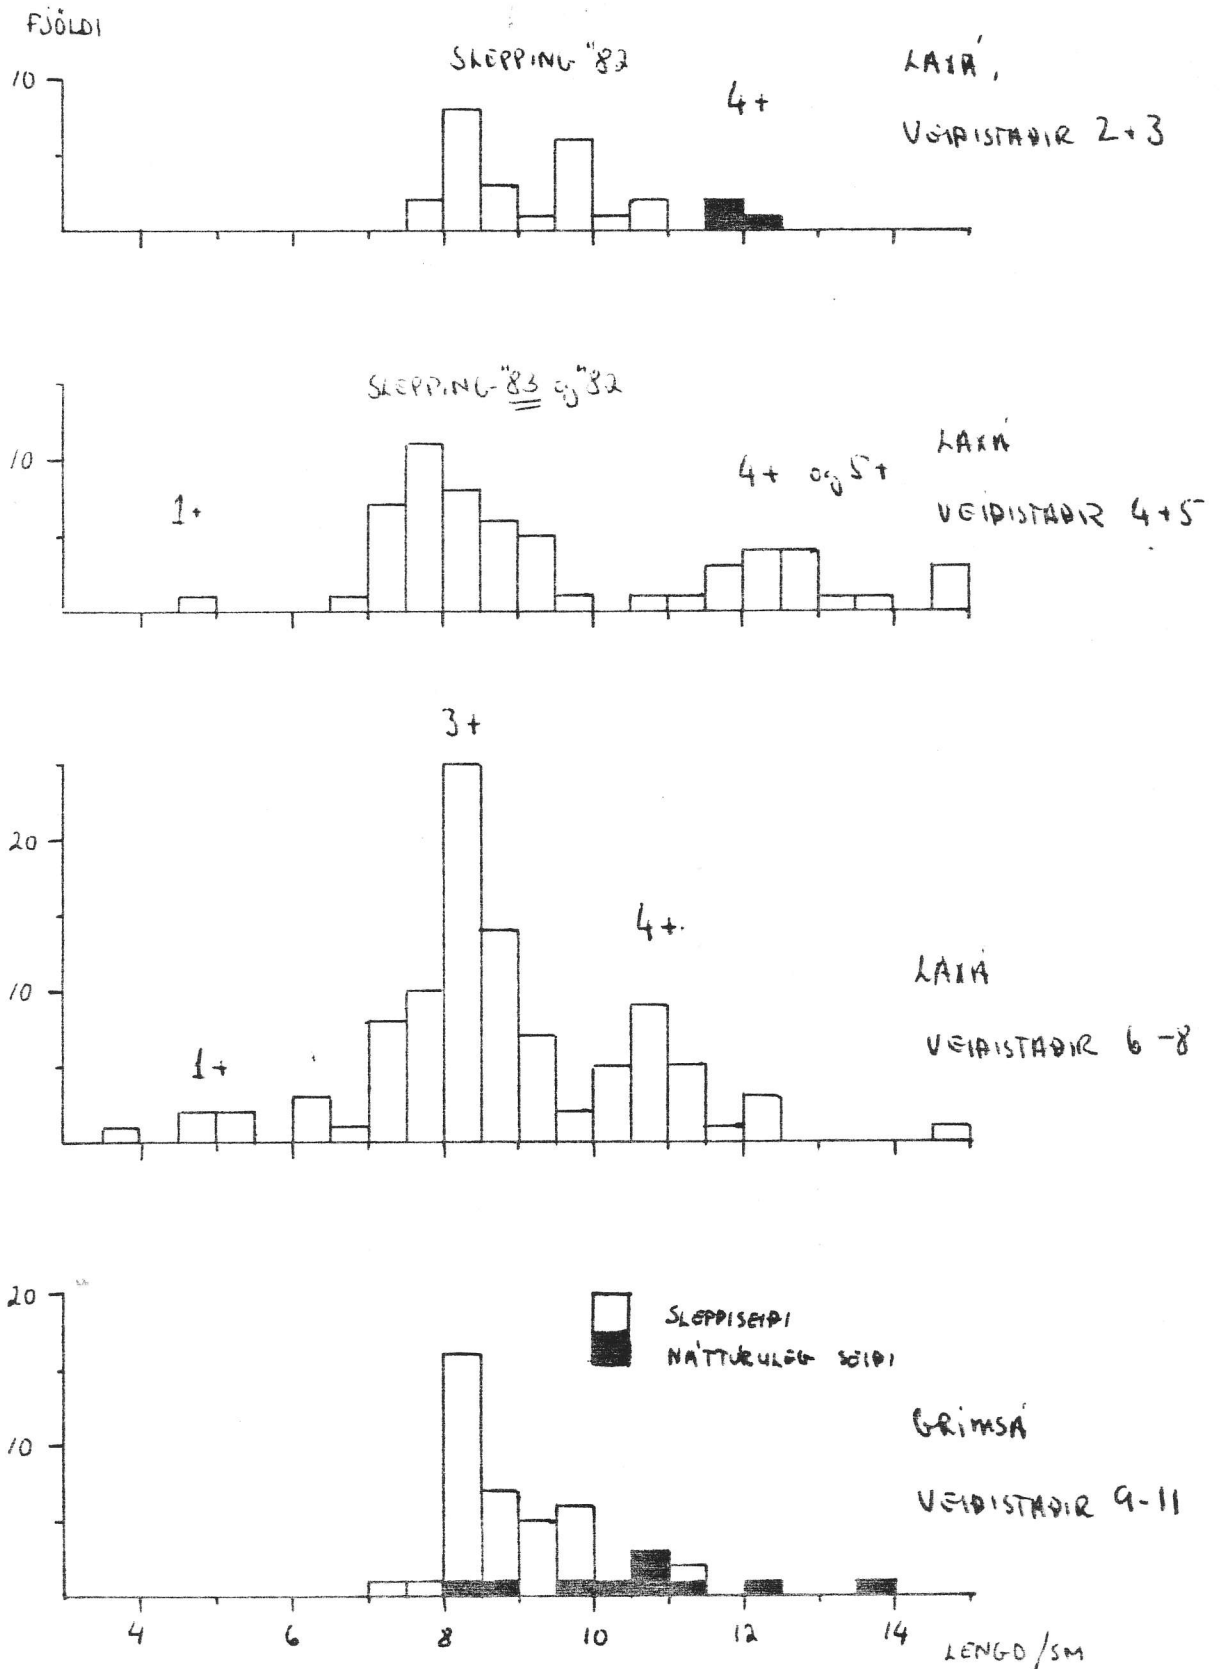 FJÖLDI
SLEPPING "82
LAXÁ,
10
4+
VEIÐISTAÐIR 2+3
SLEPPING "83 og "82
LAXÁ
10
1+
4+ og 5+
VEIÐISTAÐIR 4+5
3+
20
4+.
LAXÁ
10
VEIÐISTAÐIR 6-8
1+
20
SLEPPISEIÐI
NÁTTÚRULEG SEIÐI
GRÍMSÁ
10
VEIÐISTAÐIR 9-11
4 6 8 10 12 14
LENGD/SM